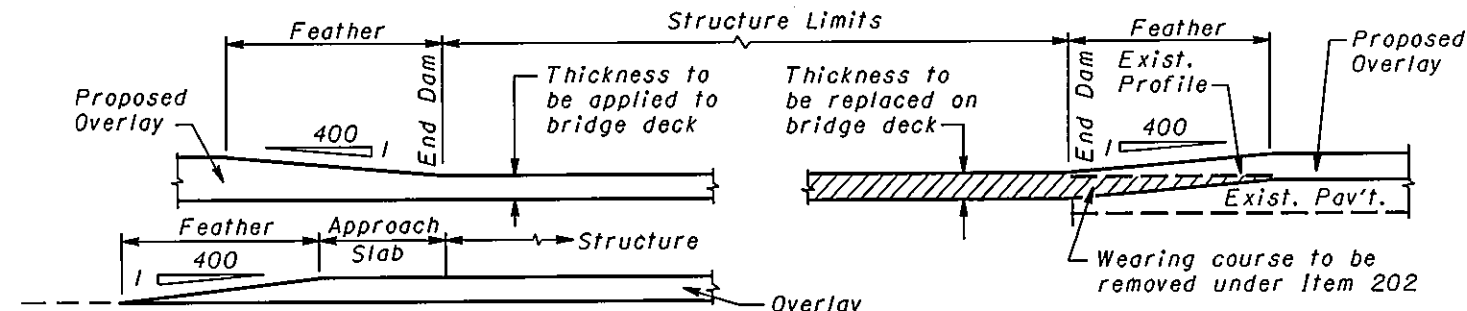 Structure Limits
Feather
Feather
Proposed
Overlay
400
1
End Dam
Thickness to
be applied to
bridge deck
Thickness to
be replaced on
bridge deck
End Dam
Exist.
Profile
400
1
Proposed
Overlay
Exist. Pav't.
Wearing course to be
removed under Item 202
Feather
Approach
Slab
Structure
400
1
Overlay